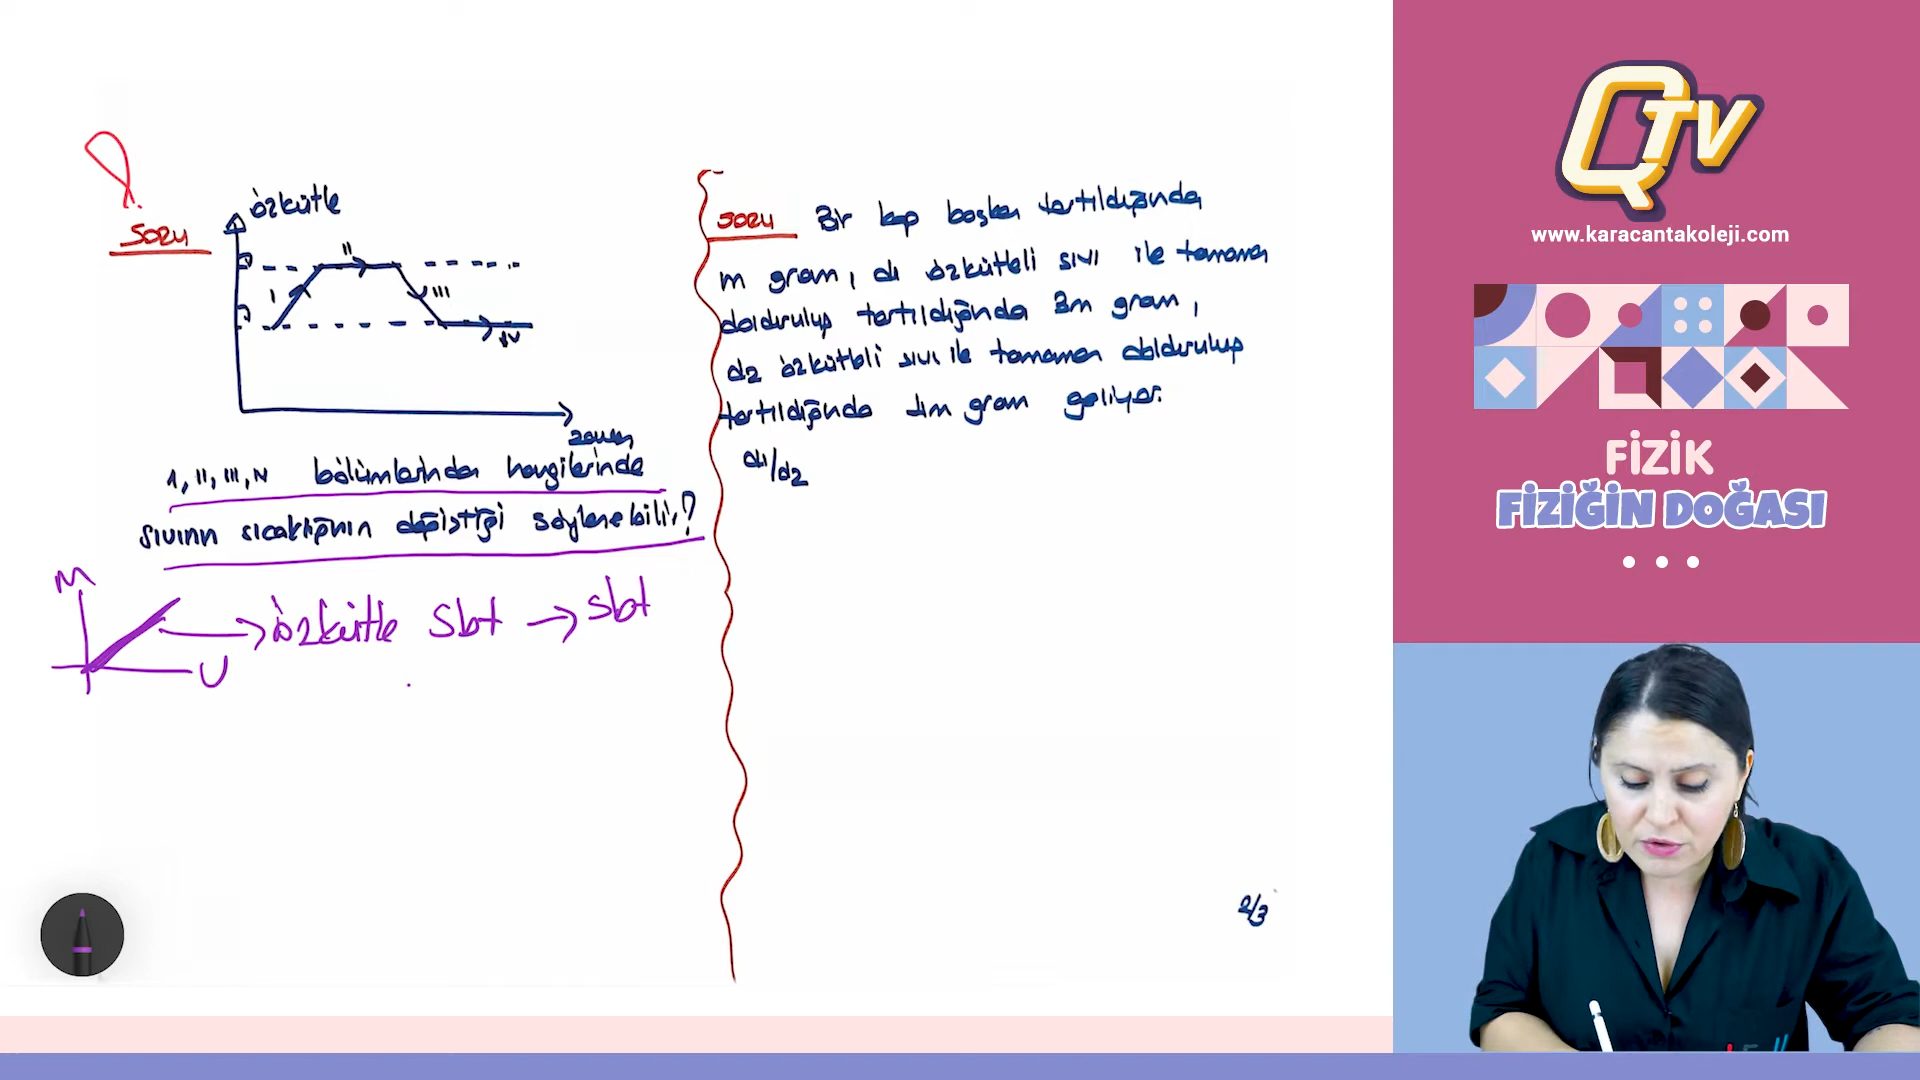 Soru
özkütle
I
II
III
IV
zaman
I, II, III, IV bölümlerinden hangilerinde
sıvının sıcaklığının değiştiği söylenebilir?
m
V
özkütle sbt → sbt
Soru Bir kap boşken tartıldığında
m gram, d1 özkütleli sıvı ile tamamen
doldurulup tartıldığında 3m gram,
d2 özkütleli sıvı ile tamamen doldurulup
tartıldığında 4m gram geliyor.
d1/d2
2/3
QTV
www.karacantakoleji.com
FİZİK
FİZİĞİN DOĞASI